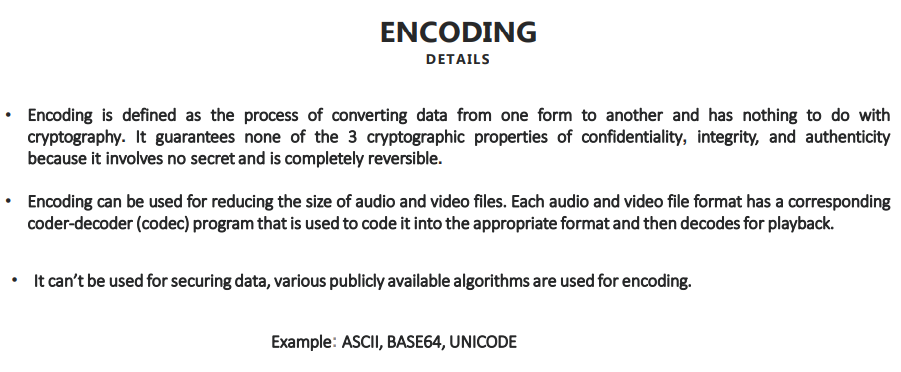 ENCODING
DETAILS
• Encoding is defined as the process of converting data from one form to another and has nothing to do with
cryptography. It guarantees none of the 3 cryptographic properties of confidentiality, integrity, and authenticity
because it involves no secret and is completely reversible.
• Encoding can be used for reducing the size of audio and video files. Each audio and video file format has a corresponding
coder-decoder (codec) program that is used to code it into the appropriate format and then decodes for playback.
• It can’t be used for securing data, various publicly available algorithms are used for encoding.
Example: ASCII, BASE64, UNICODE